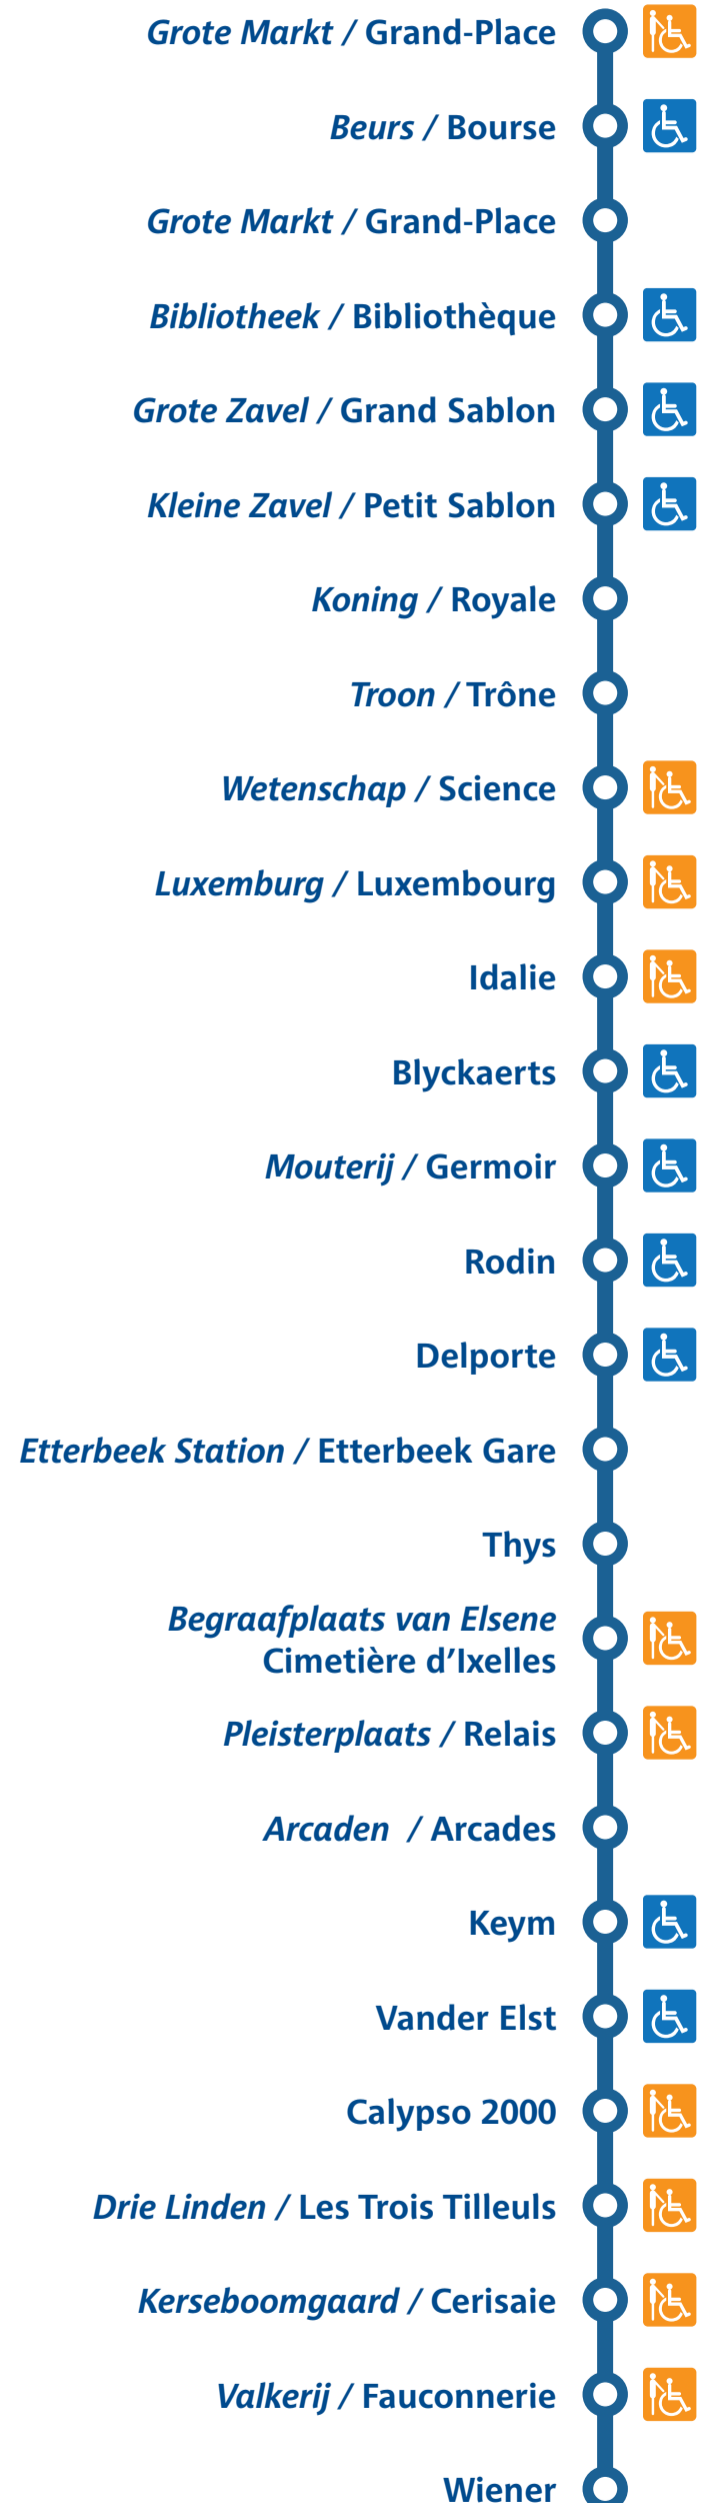 Grote Markt / Grand-Place
Beurs / Bourse
Grote Markt / Grand-Place
Bibliotheek / Bibliothèque
Grote Zavel / Grand Sablon
Kleine Zavel / Petit Sablon
Koning / Royale
Troon / Trône
Wetenschap / Science
Luxemburg / Luxembourg
Idalie
Blyckaerts
Mouterij / Germoir
Rodin
Delporte
Etterbeek Station / Etterbeek Gare
Thys
Begraafplaats van Elsene
Cimetière d'Ixelles
Pleisterplaats / Relais
Arcaden / Arcades
Keym
Vander Elst
Calypso 2000
Drie Linden / Les Trois Tilleuls
Kerseboomgaard / Cerisaie
Valkerij / Fauconnerie
Wiener